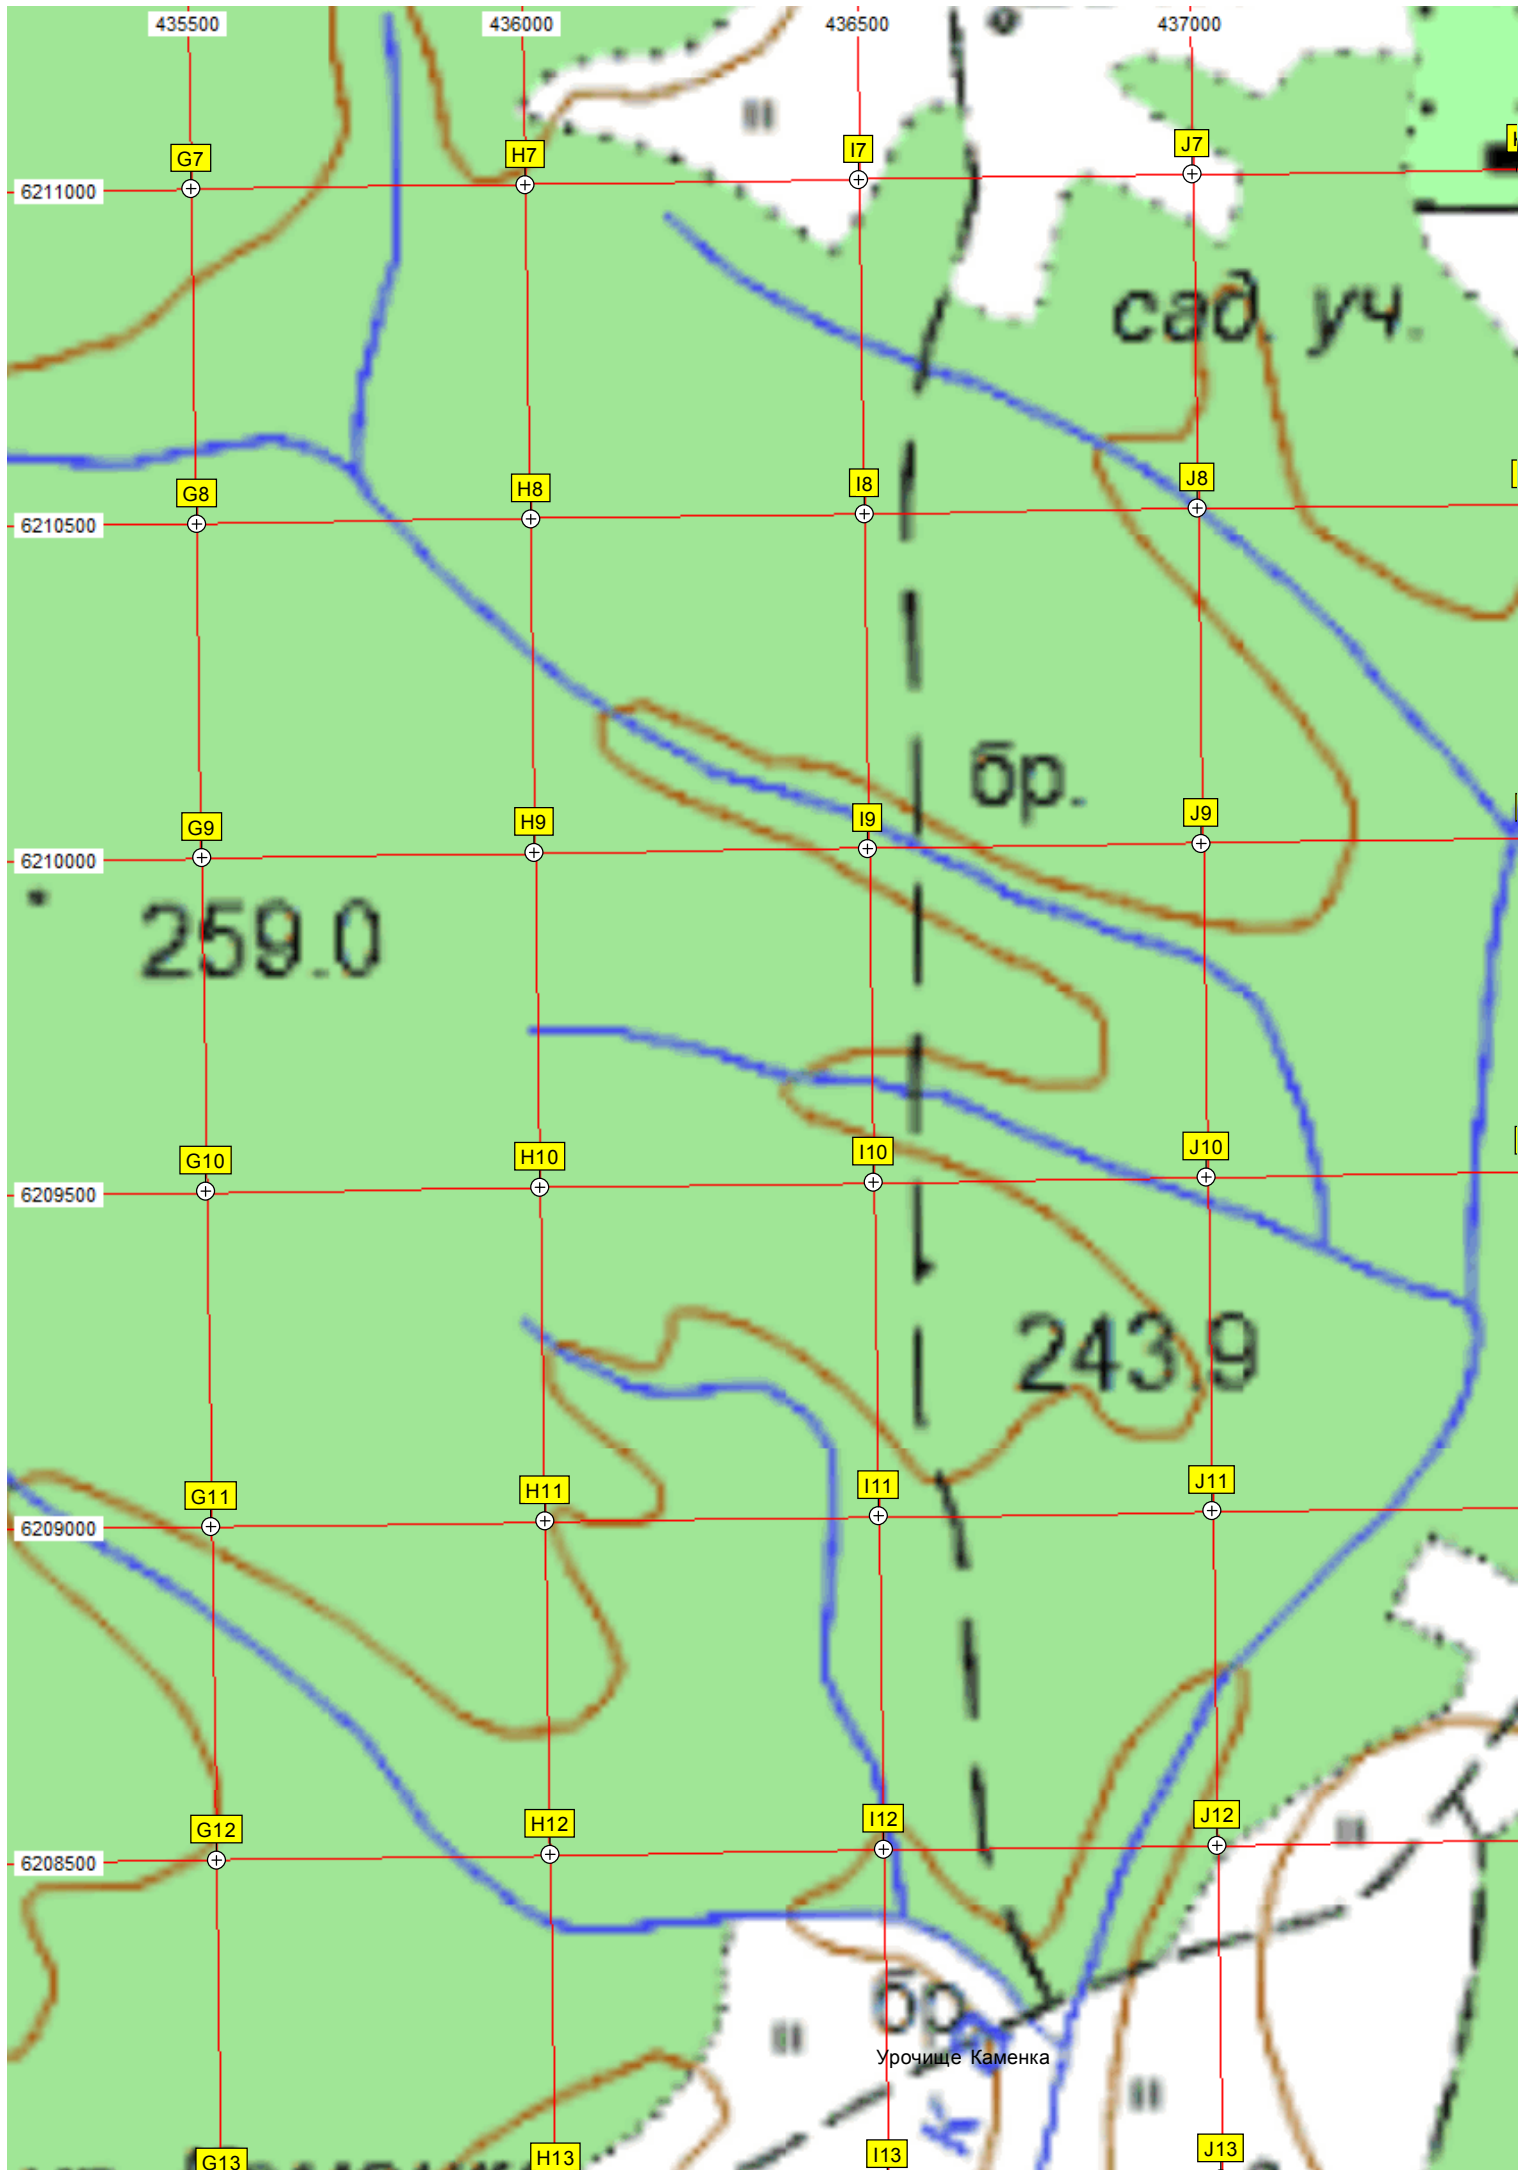 435500 436000 436500 437000
G7 H7 I7 J7
6211000
сад. уч.
G8 H8 I8 J8
6210500
бр.
G9 H9 I9 J9
6210000
259.0
G10 H10 I10 J10
6209500
243.9
G11 H11 I11 J11
6209000
G12 H12 I12 J12
6208500
бр.
Урочище Каменка
К
G13 H13 I13 J13